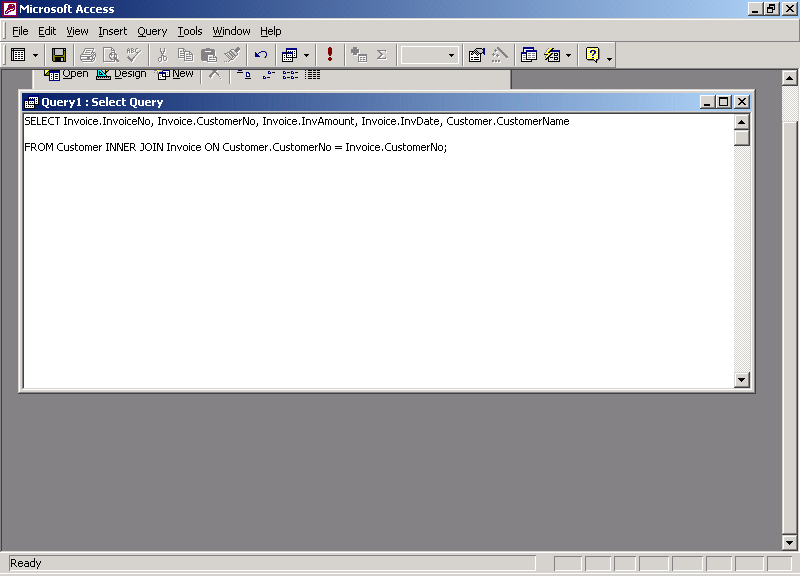 Microsoft Access
File Edit View Insert Query Tools Window Help
Open Design New
Query1 : Select Query
SELECT Invoice.InvoiceNo, Invoice.CustomerNo, Invoice.InvAmount, Invoice.InvDate, Customer.CustomerName
FROM Customer INNER JOIN Invoice ON Customer.CustomerNo = Invoice.CustomerNo;
Ready